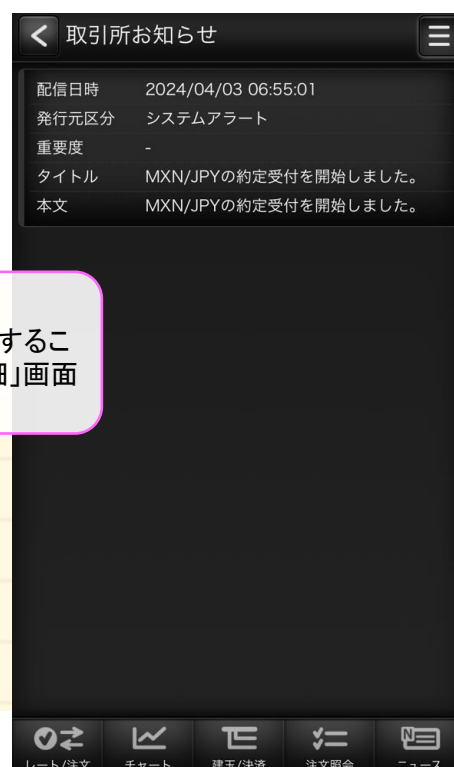 取引所お知らせ
配信日時 2024/04/03 06:55:01
発行元区分 システムアラート
重要度 -
タイトル MXN/JPYの約定受付を開始しました。
本文 MXN/JPYの約定受付を開始しました。
するこ
」画面
レート/注文 チャート 建玉/決済 注文照会 ニュース